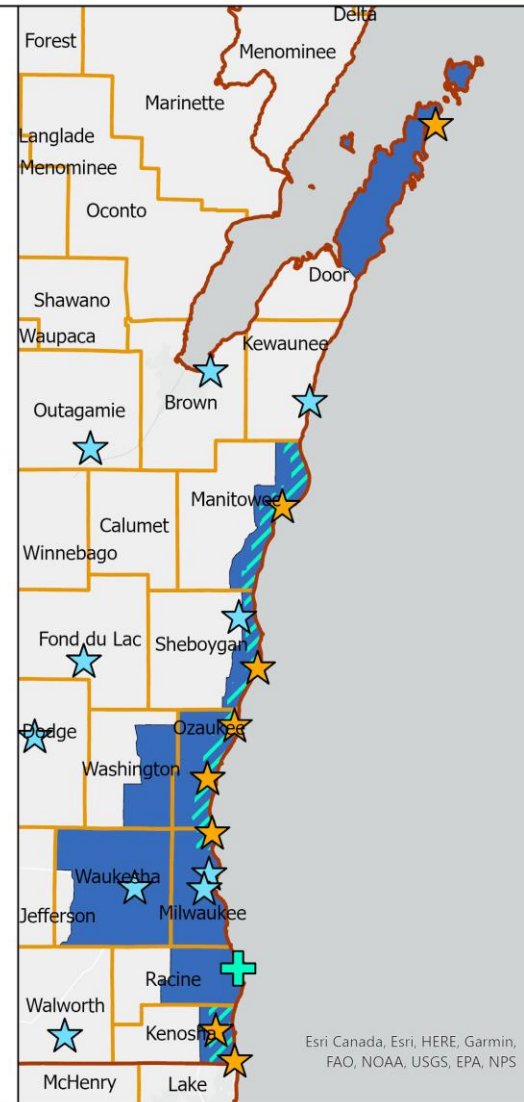 Delta
Forest
Menominee
Marinette
Langlade
Menominee
Oconto
Door
Shawano
Waupaca
Kewaunee
Brown
Outagamie
Manitowoc
Calumet
Winnebago
Fond du Lac
Sheboygan
Dodge
Ozaukee
Washington
Waukesha
Milwaukee
Jefferson
Racine
Walworth
Kenosha
McHenry
Lake
Esri Canada, Esri, HERE, Garmin,
FAO, NOAA, USGS, EPA, NPS